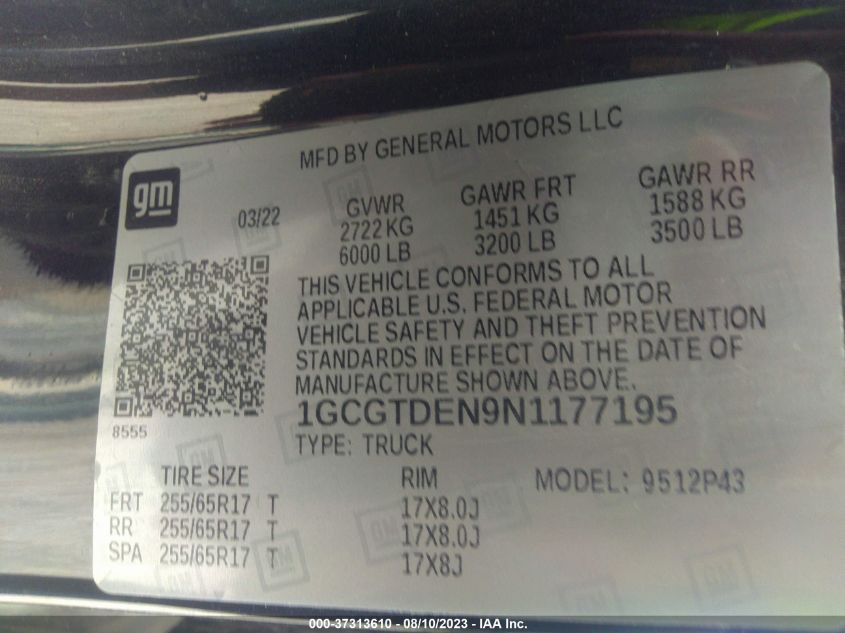 MFD BY GENERAL MOTORS LLC
gm
03/22
GVWR GAWR FRT GAWR RR
2722 KG 1451 KG 1588 KG
6000 LB 3200 LB 3500 LB
THIS VEHICLE CONFORMS TO ALL
APPLICABLE U.S. FEDERAL MOTOR
VEHICLE SAFETY AND THEFT PREVENTION
STANDARDS IN EFFECT ON THE DATE OF
MANUFACTURE SHOWN ABOVE.
8555
1GCGTDEN9N1177195
TYPE: TRUCK
TIRE SIZE RIM MODEL: 9512P43
FRT 255/65R17 T 17X8.0J
RR 255/65R17 T 17X8.0J
SPA 255/65R17 T 17X8J
000-37313610 - 08/10/2023 - IAA Inc.